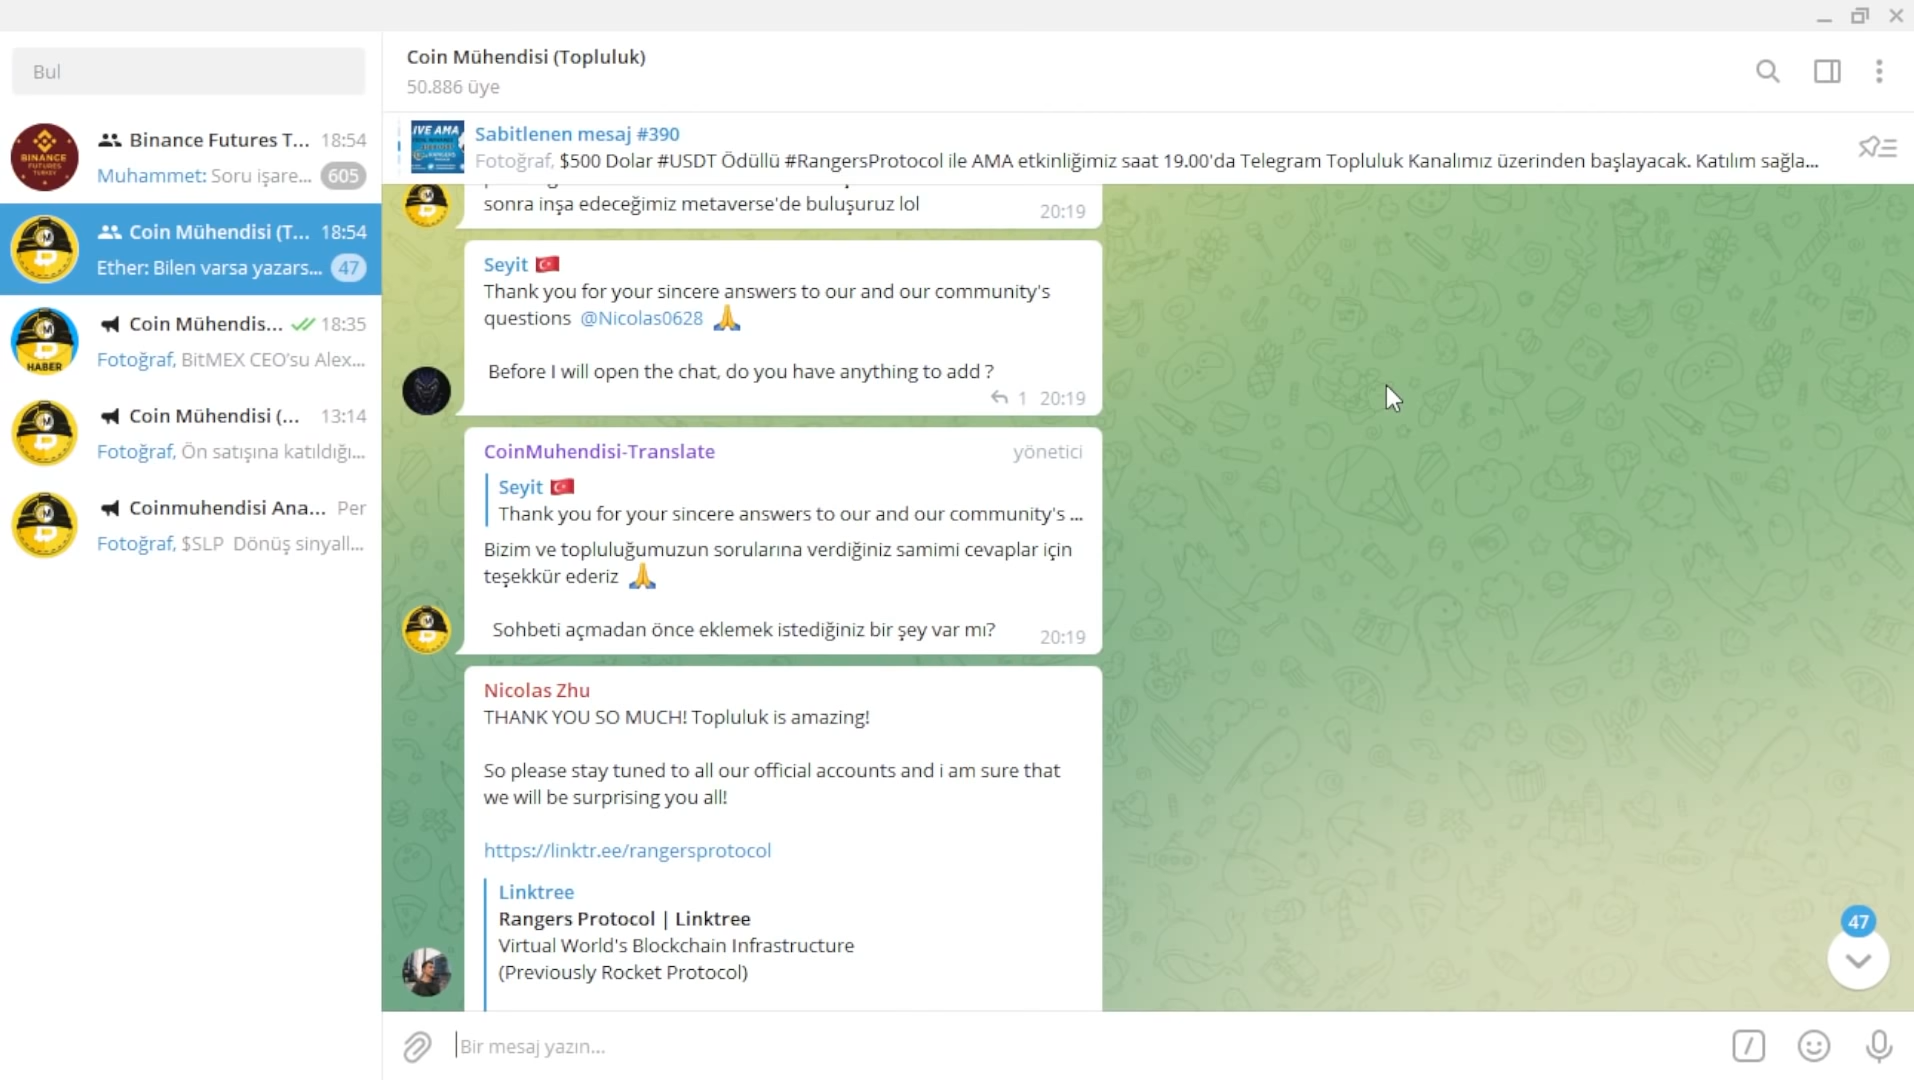 Bul
Binance Futures T... 18:54
Muhammet: Soru işare... 605
Coin Mühendisi (T... 18:54
Ether: Bilen varsa yazars... 47
Coin Mühendis... 18:35
Fotoğraf, BitMEX CEO'su Alex...
Coin Mühendisi (... 13:14
Fotoğraf, Ön satışına katıldığı...
Coinmuhendisi Ana... Per
Fotoğraf, $SLP Dönüş sinyall...
BINANCE
FUTURES
TURKEY
HABER
Coin Mühendisi (Topluluk)
50.886 üye
IVE AMA
Sabitlenen mesaj #390
Fotoğraf, $500 Dolar #USDT Ödüllü #RangersProtocol ile AMA etkinliğimiz saat 19.00'da Telegram Topluluk Kanalımız üzerinden başlayacak. Katılım sağla...
sonra inşa edeceğimiz metaverse'de buluşuruz lol
20:19
Seyit
Thank you for your sincere answers to our and our community's
questions @Nicolas0628
Before I will open the chat, do you have anything to add ?
1 20:19
CoinMuhendisi-Translate yönetici
Seyit
Thank you for your sincere answers to our and our community's ...
Bizim ve topluluğumuzun sorularına verdiğiniz samimi cevaplar için
teşekkür ederiz
Sohbeti açmadan önce eklemek istediğiniz bir şey var mı?
20:19
Nicolas Zhu
THANK YOU SO MUCH! Topluluk is amazing!
So please stay tuned to all our official accounts and i am sure that
we will be surprising you all!
https://linktr.ee/rangersprotocol
Linktree
Rangers Protocol | Linktree
Virtual World's Blockchain Infrastructure
(Previously Rocket Protocol)
47
Bir mesaj yazın...